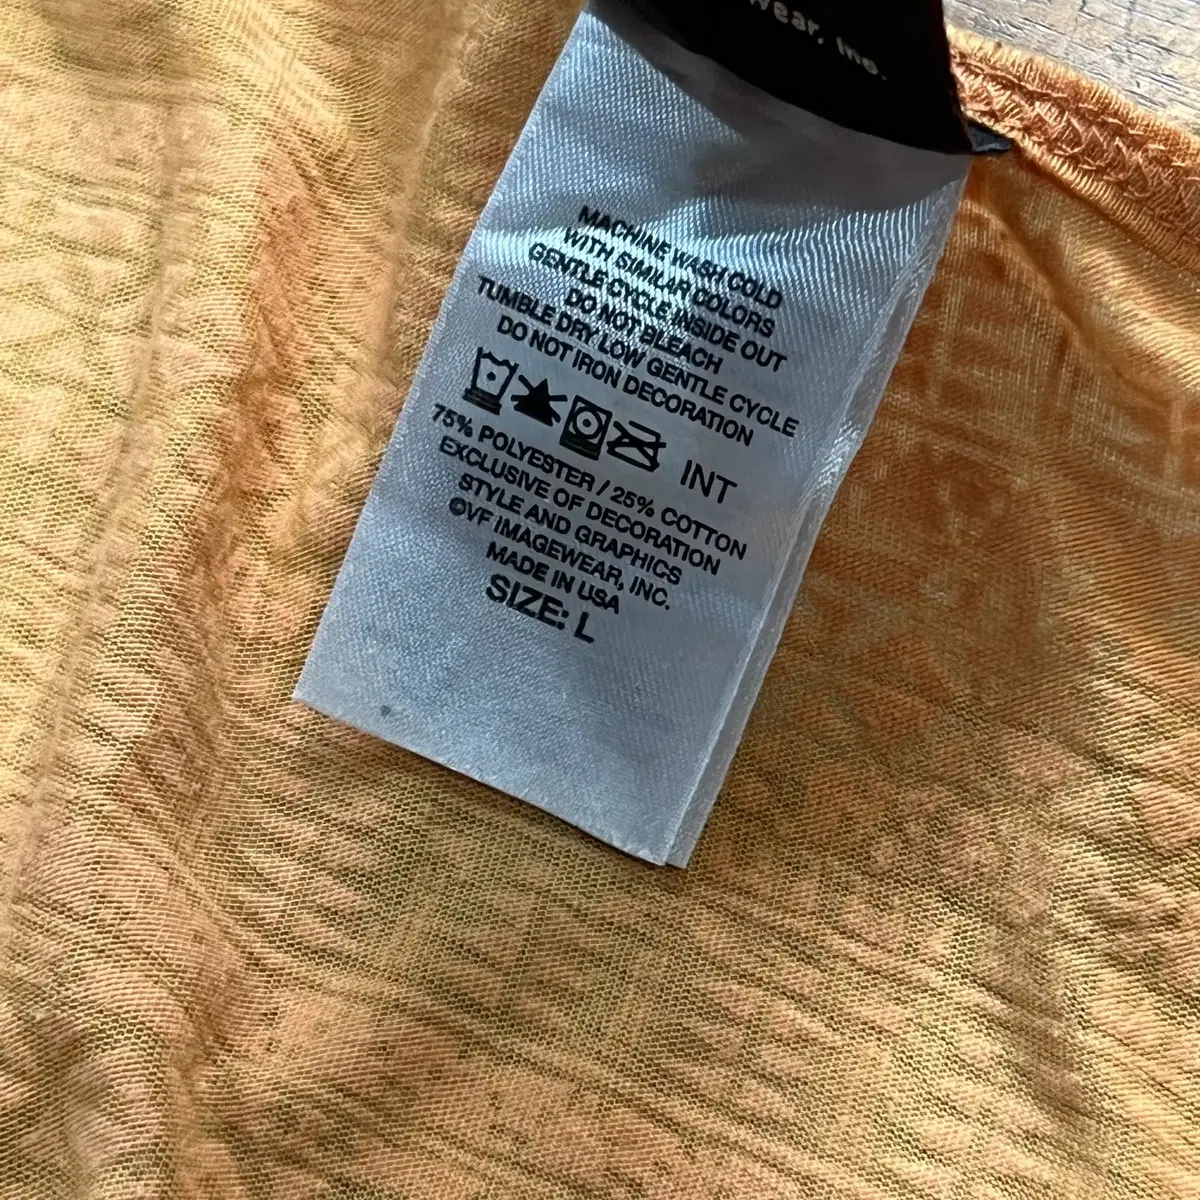 wear, Inc.
MACHINE WASH COLD
WITH SIMILAR COLORS
GENTLE CYCLE INSIDE OUT
DO NOT BLEACH
TUMBLE DRY LOW GENTLE CYCLE
DO NOT IRON DECORATION
INT
75% POLYESTER / 25% COTTON
EXCLUSIVE OF DECORATION
STYLE AND GRAPHICS
©VF IMAGEWEAR, INC.
MADE IN USA
SIZE: L